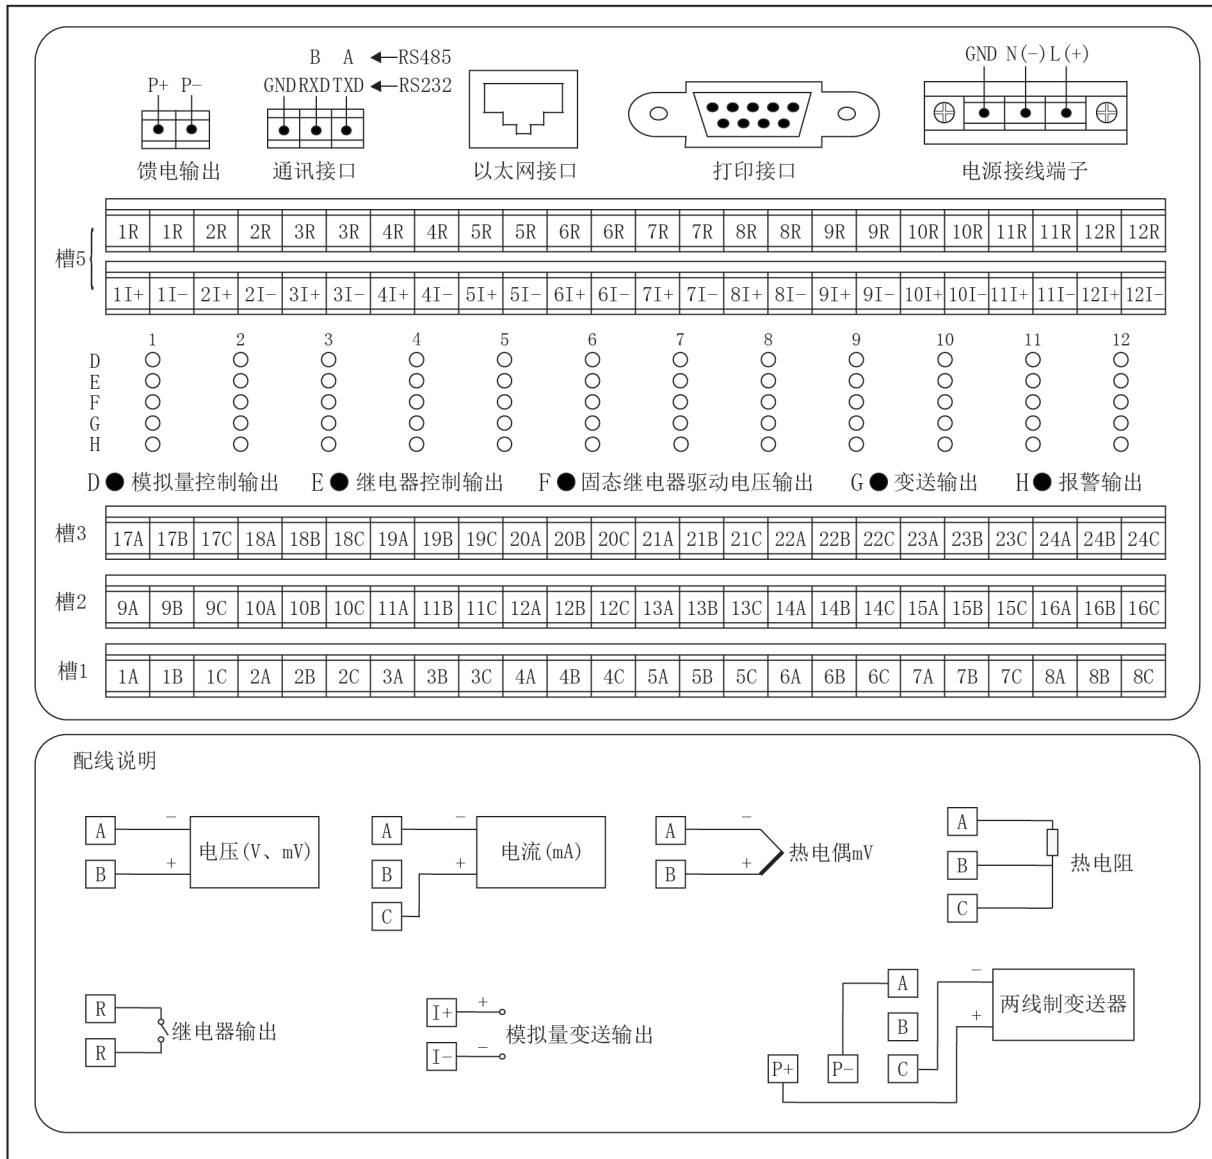 B A ←RS485
P+ P- GND RXD TXD ←RS232
GND N(-) L(+)
馈电输出 通讯接口 以太网接口 打印接口 电源接线端子
槽5
1R 1R 2R 2R 3R 3R 4R 4R 5R 5R 6R 6R 7R 7R 8R 8R 9R 9R 10R 10R 11R 11R 12R 12R
1I+ 1I- 2I+ 2I- 3I+ 3I- 4I+ 4I- 5I+ 5I- 6I+ 6I- 7I+ 7I- 8I+ 8I- 9I+ 9I- 10I+ 10I- 11I+ 11I- 12I+ 12I-
1 2 3 4 5 6 7 8 9 10 11 12
D
E
F
G
H
D ● 模拟量控制输出 E ● 继电器控制输出 F ● 固态继电器驱动电压输出 G ● 变送输出 H ● 报警输出
槽3 17A 17B 17C 18A 18B 18C 19A 19B 19C 20A 20B 20C 21A 21B 21C 22A 22B 22C 23A 23B 23C 24A 24B 24C
槽2 9A 9B 9C 10A 10B 10C 11A 11B 11C 12A 12B 12C 13A 13B 13C 14A 14B 14C 15A 15B 15C 16A 16B 16C
槽1 1A 1B 1C 2A 2B 2C 3A 3B 3C 4A 4B 4C 5A 5B 5C 6A 6B 6C 7A 7B 7C 8A 8B 8C
配线说明
A -
B +
电压(V、mV)
A -
B +
C
电流(mA)
A -
B +
热电偶mV
A
B
C
热电阻
R
R
继电器输出
I+ +
I- -
模拟量变送输出
A -
B +
P+ P- C
两线制变送器